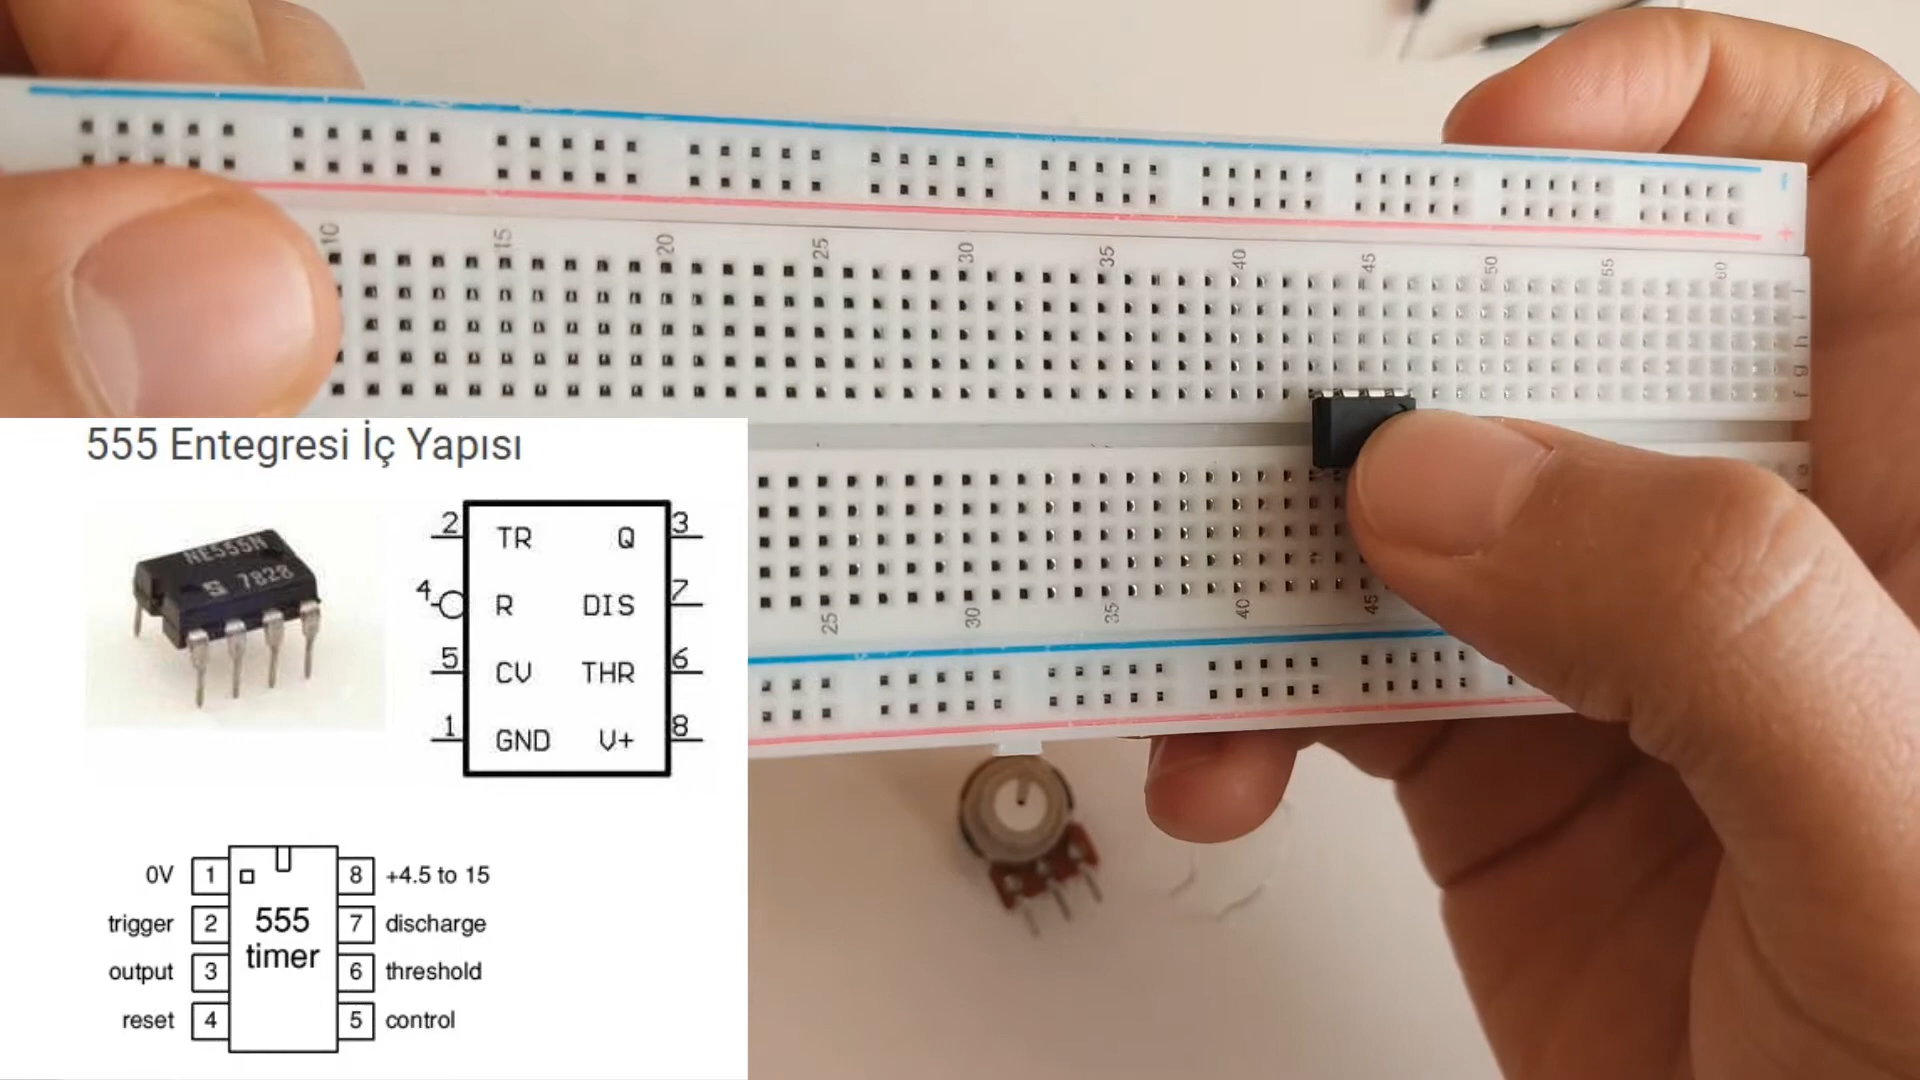 10 15 20 25 30 35 40 45 50 55 60
f g h i j
25 30 35 40 45
555 Entegresi İç Yapısı
NE555N
S 7828
2 TR Q 3
4 R DIS 7
5 CV THR 6
1 GND V+ 8
0V 1 8 +4.5 to 15
trigger 2 7 discharge
555
timer
output 3 6 threshold
reset 4 5 control